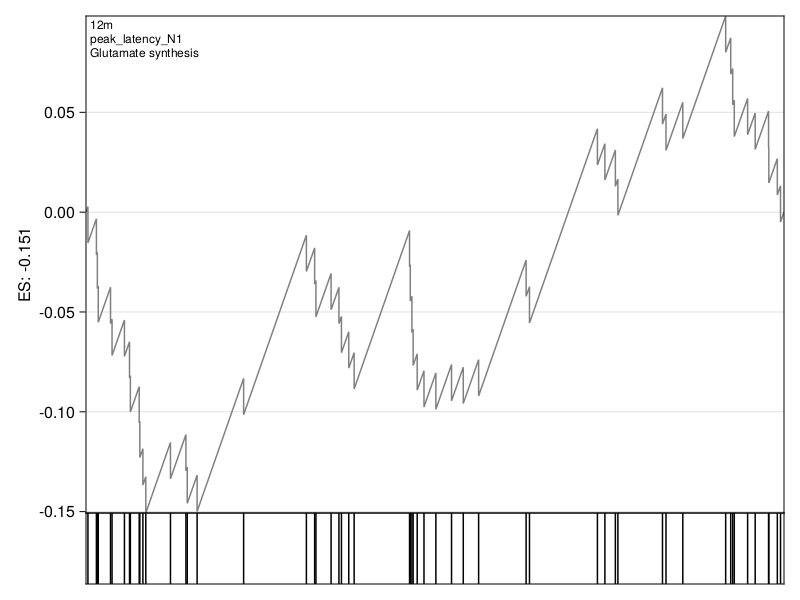 12m
peak_latency_N1
Glutamate synthesis
0.05
0.00
-0.05
-0.10
-0.15
ES: -0.151